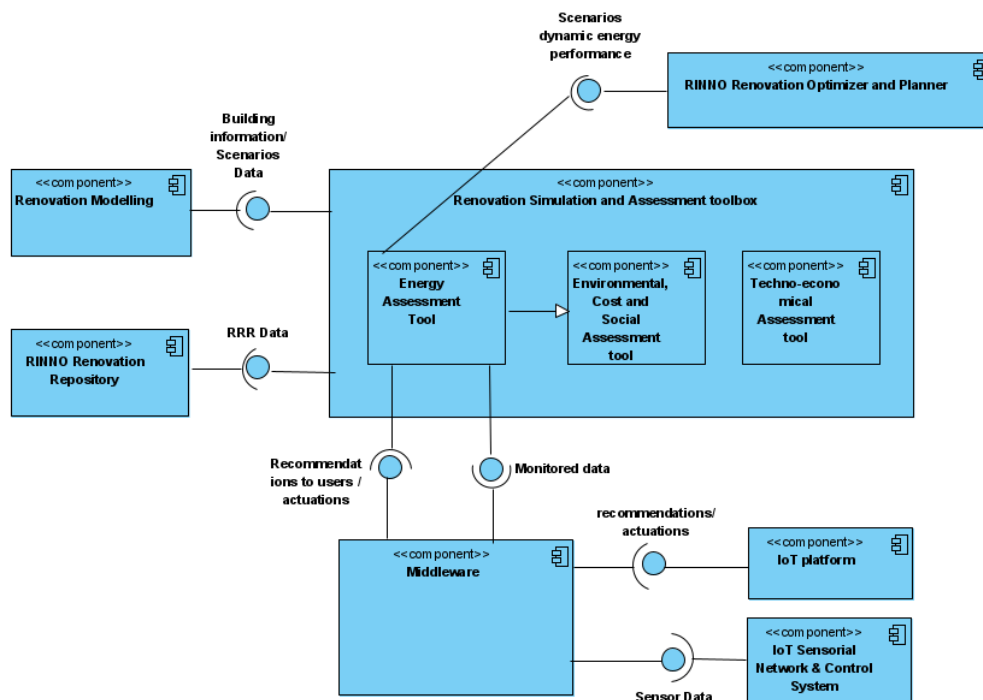 Scenarios
dynamic energy
performance
<<component>>
RINNO Renovation Optimizer and Planner
Building
information/
Scenarios
Data
<<component>>
Renovation Modelling
<<component>>
Renovation Simulation and Assessment toolbox
<<component>>
Energy
Assessment
Tool
<<component>>
Environmental,
Cost and
Social
Assessment
tool
<<component>>
Techno-econo
mical
Assessment
tool
RRR Data
<<component>>
RINNO Renovation
Repository
Recommendat
ions to users /
actuations
Monitored data
recommendations/
actuations
<<component>>
Middleware
<<component>>
IoT platform
<<component>>
IoT Sensorial
Network & Control
System
Sensor Data